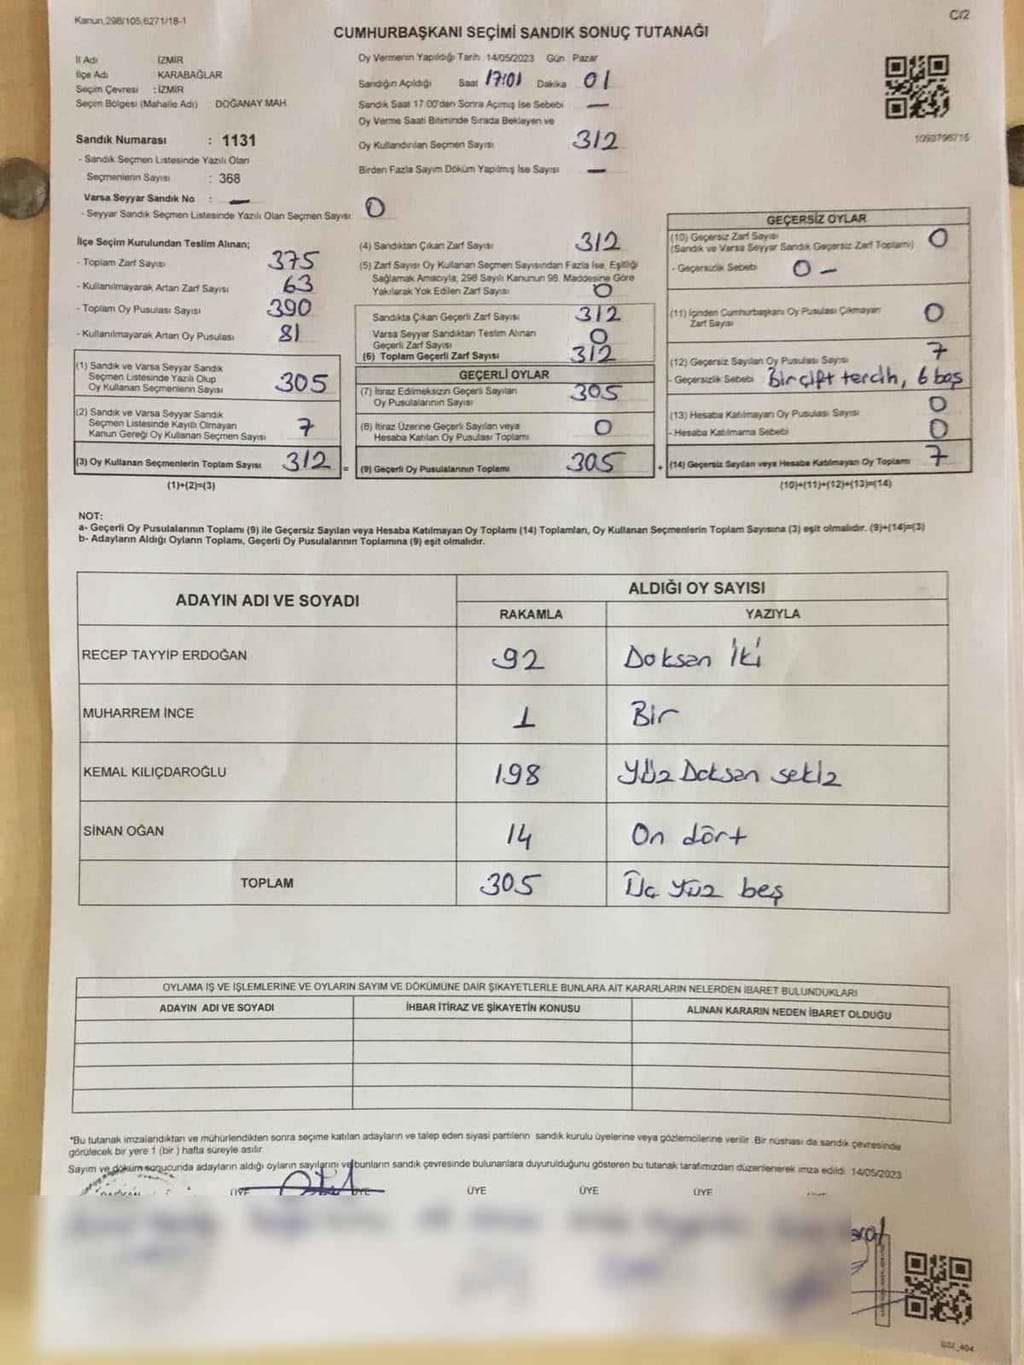 Kanun,298/105,6271/18-1
C/2
CUMHURBAŞKANI SEÇİMİ SANDIK SONUÇ TUTANAĞI
İl Adı İZMİR
İlçe Adı KARABAĞLAR
Seçim Çevresi : İZMİR
Seçim Bölgesi (Mahalle Adı) DOĞANAY MAH.
Sandık Numarası : 1131
- Sandık Seçmen Listesinde Yazılı Olan
Seçmenlerin Sayısı : 368
Varsa Seyyar Sandık No : —
- Seyyar Sandık Seçmen Listesinde Yazılı Olan Seçmen Sayısı: 0
Oy Vermenin Yapıldığı Tarih 14/05/2023 Gün Pazar
Sandığın Açıldığı Saat 17:01 Dakika 01
Sandık Saat 17.00'den Sonra Açımış İse Sebebi —
Oy Verme Saati Bitiminde Sırada Bekleyen ve
Oy Kullandırılan Seçmen Sayısı 312
Birden Fazla Sayım Döküm Yapılmış İse Sayısı —
İlçe Seçim Kurulundan Teslim Alınan;
- Toplam Zarf Sayısı 375
- Kullanılmayarak Artan Zarf Sayısı 63
- Toplam Oy Pusulası Sayısı 390
- Kullanılmayarak Artan Oy Pusulası 81
(1) Sandık ve Varsa Seyyar Sandık
Seçmen Listesinde Yazılı Olup
Oy Kullanan Seçmenlerin Sayısı 305
(2) Sandık ve Varsa Seyyar Sandık
Seçmen Listesinde Kayıtlı Olmayan
Kanun Gereği Oy Kullanan Seçmen Sayısı 7
(3) Oy Kullanan Seçmenlerin Toplam Sayısı 312 =
(1)+(2)=(3)
(4) Sandıktan Çıkan Zarf Sayısı 312
(5) Zarf Sayısı Oy Kullanan Seçmen Sayısından Fazla İse, Eşitliği
Sağlamak Amacıyla; 298 Sayılı Kanunun 98. Maddesine Göre
Yakılarak Yok Edilen Zarf Sayısı 0
Sandıkta Çıkan Geçerli Zarf Sayısı 312
Varsa Seyyar Sandıktan Teslim Alınan
Geçerli Zarf Sayısı 0
(6) Toplam Geçerli Zarf Sayısı 312
GEÇERLİ OYLAR
(7) İtiraz Edilmeksizin Geçerli Sayılan
Oy Pusulalarının Sayısı 305
(8) İtiraz Üzerine Geçerli Sayılan veya
Hesaba Katılan Oy Pusulası Toplamı 0
(9) Geçerli Oy Pusulalarının Toplamı 305 +
GEÇERSİZ OYLAR
(10) Geçersiz Zarf Sayısı
(Sandık ve Varsa Seyyar Sandık Geçersiz Zarf Toplamı) 0
- Geçersizlik Sebebi 0 –
(11) İçinden Cumhurbaşkanı Oy Pusulası Çıkmayan
Zarf Sayısı 0
(12) Geçersiz Sayılan Oy Pusulası Sayısı 7
- Geçersizlik Sebebi Bir çift tercih, 6 boş
(13) Hesaba Katılmayan Oy Pusulası Sayısı 0
- Hesaba Katılmama Sebebi 0
(14) Geçersiz Sayılan veya Hesaba Katılmayan Oy Toplamı 7
(10)+(11)+(12)+(13)=(14)
NOT:
a- Geçerli Oy Pusulalarının Toplamı (9) ile Geçersiz Sayılan veya Hesaba Katılmayan Oy Toplamı (14) Toplamları, Oy Kullanan Seçmenlerin Toplam Sayısına (3) eşit olmalıdır. (9)+(14)=(3)
b- Adayların Aldığı Oyların Toplamı, Geçerli Oy Pusulalarının Toplamına (9) eşit olmalıdır.
ADAYIN ADI VE SOYADI ALDIĞI OY SAYISI
RAKAMLA YAZIYLA
RECEP TAYYİP ERDOĞAN 92 Doksan İki
MUHARREM İNCE 1 Bir
KEMAL KILIÇDAROĞLU 198 Yüz Doksan sekiz
SİNAN OĞAN 14 On dört
TOPLAM 305 Üç Yüz beş
OYLAMA İŞ VE İŞLEMLERİNE VE OYLARIN SAYIM VE DÖKÜMÜNE DAİR ŞİKAYETLERLE BUNLARA AİT KARARLARIN NELERDEN İBARET BULUNDUKLARI
ADAYIN ADI VE SOYADI İHBAR İTİRAZ VE ŞİKAYETİN KONUSU ALINAN KARARIN NEDEN İBARET OLDUĞU
*Bu tutanak imzalandıktan ve mühürlendikten sonra seçime katılan adayların ve talep eden siyasi partilerin sandık kurulu üyelerine veya gözlemcilerine verilir. Bir nüshası da sandık çevresinde
görülecek bir yere 1 (bir) hafta süreyle asılır.
Sayım ve döküm sonucunda adayların aldığı oyların sayılarını ve bunların sandık çevresinde bulunanlara duyurulduğunu gösteren bu tutanak tarafımızdan düzenlenerek imza edildi. 14/05/2023
ÜYE ÜYE ÜYE ÜYE ÜYE